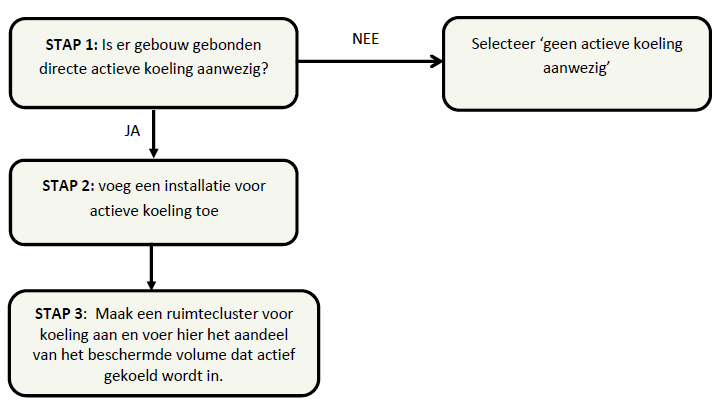 STAP 1: Is er gebouw gebonden
directe actieve koeling aanwezig?
NEE
Selecteer ‘geen actieve koeling
aanwezig’
JA
STAP 2: voeg een installatie voor
actieve koeling toe
STAP 3: Maak een ruimtecluster voor
koeling aan en voer hier het aandeel
van het beschermde volume dat actief
gekoeld wordt in.